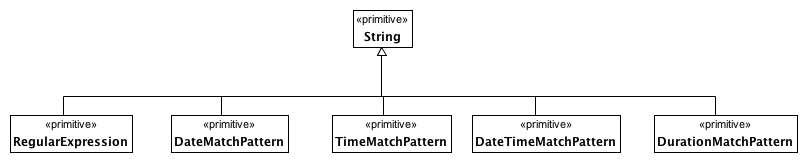 «primitive»
String
«primitive» «primitive» «primitive» «primitive» «primitive»
RegularExpression DateMatchPattern TimeMatchPattern DateTimeMatchPattern DurationMatchPattern